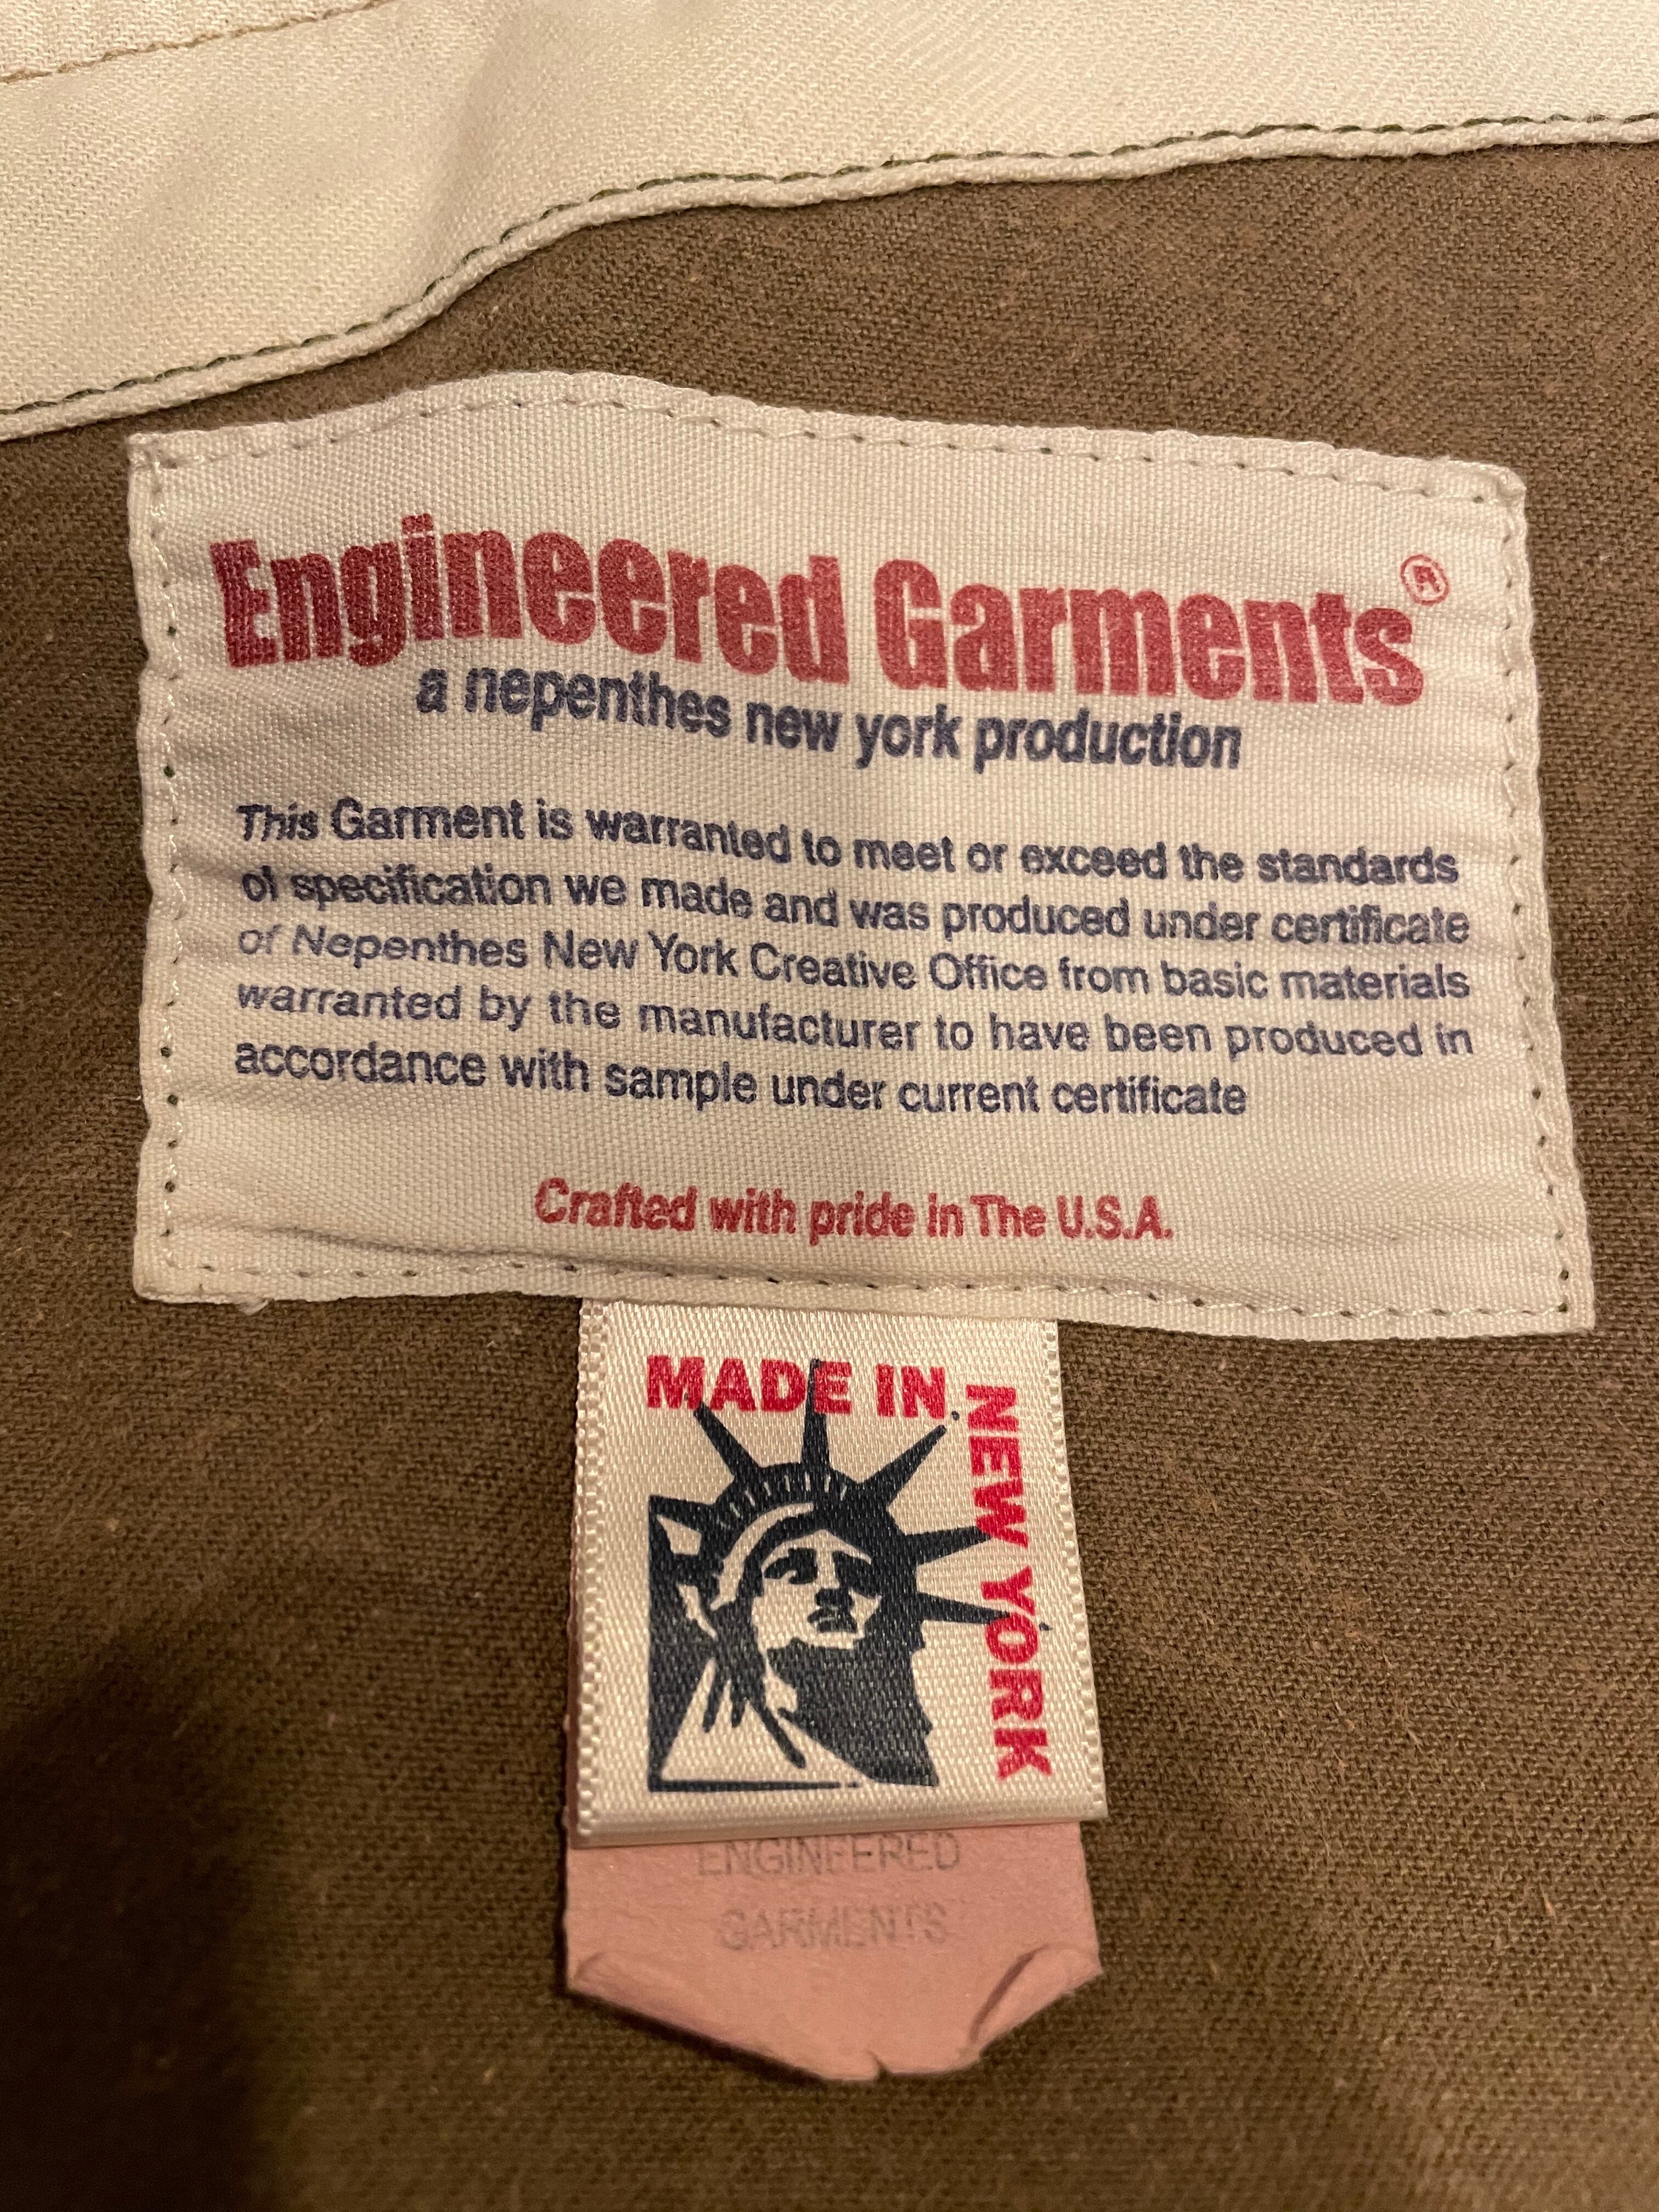 Engineered Garments®
a nepenthes new york production
This Garment is warranted to meet or exceed the standards
of specification we made and was produced under certificate
of Nepenthes New York Creative Office from basic materials
warranted by the manufacturer to have been produced in
accordance with sample under current certificate
Crafted with pride in The U.S.A.
MADE IN
NEW YORK
ENGINEERED
GARMENTS